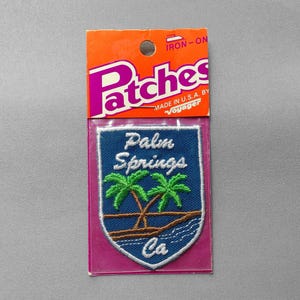 IRON-ON
Patches
MADE IN U.S.A. BY
Voyager
Palm
Springs
Ca